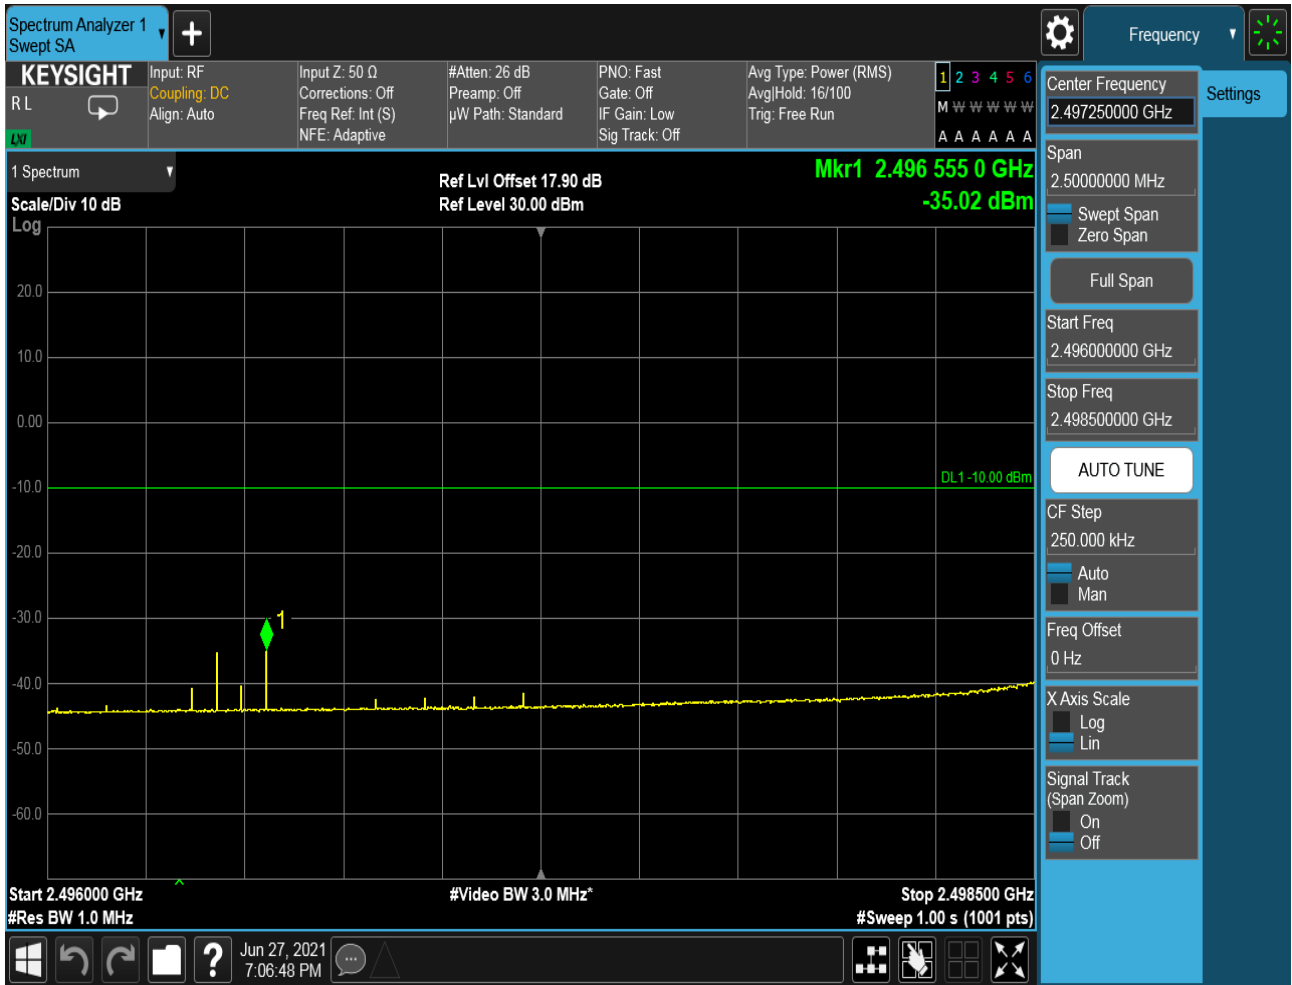 Spectrum Analyzer 1
Swept SA
Frequency
KEYSIGHT
R L
LXI
Input: RF
Coupling: DC
Align: Auto
Input Z: 50 Ω
Corrections: Off
Freq Ref: Int (S)
NFE: Adaptive
#Atten: 26 dB
Preamp: Off
µW Path: Standard
PNO: Fast
Gate: Off
IF Gain: Low
Sig Track: Off
Avg Type: Power (RMS)
Avg|Hold: 16/100
Trig: Free Run
1 2 3 4 5 6
M W W W W W
A A A A A A
1 Spectrum
Scale/Div 10 dB
Log
Ref Lvl Offset 17.90 dB
Ref Level 30.00 dBm
Mkr1 2.496 555 0 GHz
-35.02 dBm
20.0
10.0
0.00
-10.0
DL1 -10.00 dBm
-20.0
-30.0
1
-40.0
-50.0
-60.0
Start 2.496000 GHz
#Video BW 3.0 MHz*
Stop 2.498500 GHz
#Res BW 1.0 MHz
#Sweep 1.00 s (1001 pts)
?
Jun 27, 2021
7:06:48 PM
Center Frequency
2.497250000 GHz
Settings
Span
2.50000000 MHz
Swept Span
Zero Span
Full Span
Start Freq
2.496000000 GHz
Stop Freq
2.498500000 GHz
AUTO TUNE
CF Step
250.000 kHz
Auto
Man
Freq Offset
0 Hz
X Axis Scale
Log
Lin
Signal Track
(Span Zoom)
On
Off